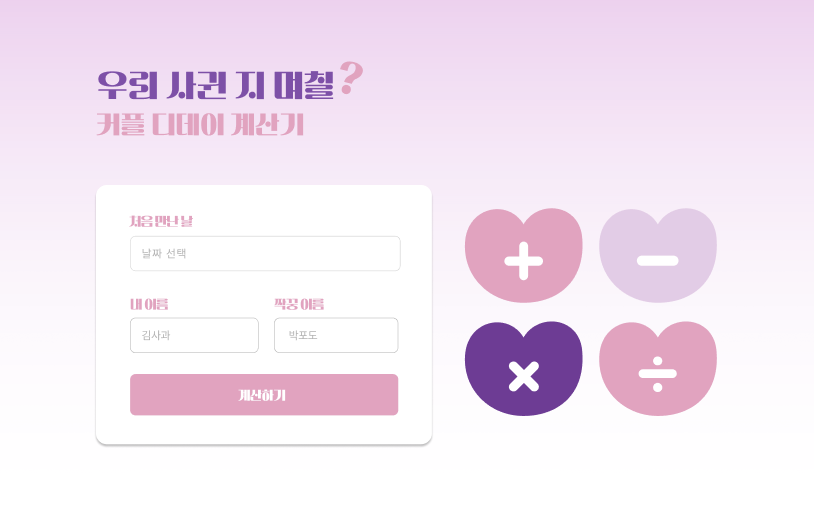 우리 사귄 지 며칠?
커플 디데이 계산기
처음 만난 날
날짜 선택
내 이름
짝꿍 이름
김사과
박포도
계산하기